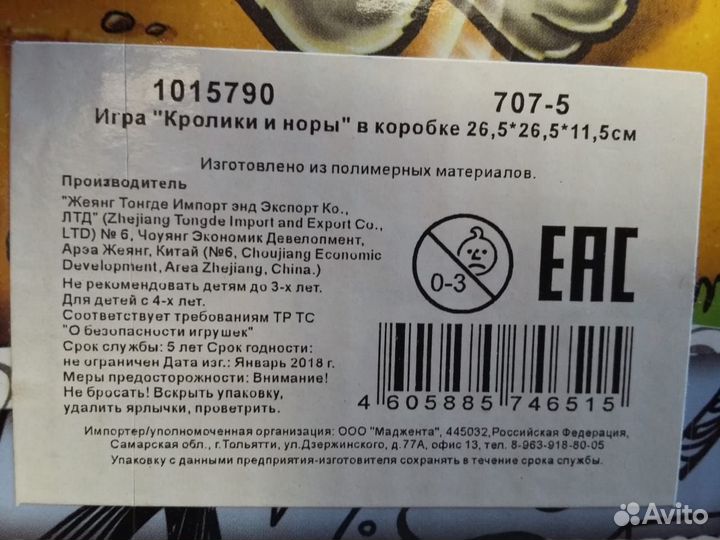 1015790 707-5
Игра "Кролики и норы" в коробке 26,5*26,5*11,5см
Изготовлено из полимерных материалов.
Производитель
"Жеянг Тонгде Импорт энд Экспорт Ко.,
ЛТД" (Zhejiang Tongde Import and Export Co.,
LTD) № 6, Чоуянг Экономик Девелопмент,
Арэа Жеянг, Китай (№6, Choujiang Economic
Development, Area Zhejiang, China.)
Не рекомендовать детям до 3-х лет.
Для детей с 4-х лет.
Соответствует требованиям ТР ТС
"О безопасности игрушек"
Срок службы: 5 лет Срок годности:
не ограничен Дата изг.: Январь 2018 г.
Меры предосторожности: Внимание!
Не бросать! Вскрыть упаковку,
удалить ярлычки, проветрить.
0-3
EAC
4 605885 746515
Импортер/уполномоченная организация: ООО "Маджента", 445032,Российская Федерация,
Самарская обл., г.Тольятти, ул.Дзержинского, д.77А, офис 13, тел. 8-963-918-80-05
Упаковку с данными предприятия-изготовителя сохранять в течение срока службы.
Avito